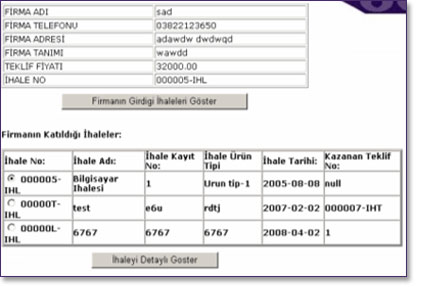 FİRMA ADI sad
FİRMA TELEFONU 03822123650
FİRMA ADRESİ adawdw dwdwqd
FİRMA TANIMI wawdd
TEKLİF FİYATI 32000.00
İHALE NO 000005-IHL
Firmanın Girdigi İhaleleri Göster
Firmanın Katıldığı İhaleler:
İhale No: İhale Adı: İhale Kayıt No: İhale Ürün Tipi İhale Tarihi: Kazanan Teklif No:
000005-IHL Bilgisayar Ihalesi 1 Urun tip-1 2005-08-08 null
00000T-IHL test e6u rdtj 2007-02-02 000007-IHT
00000L-IHL 6767 6767 6767 2008-04-02 1
İhaleyi Detaylı Goster